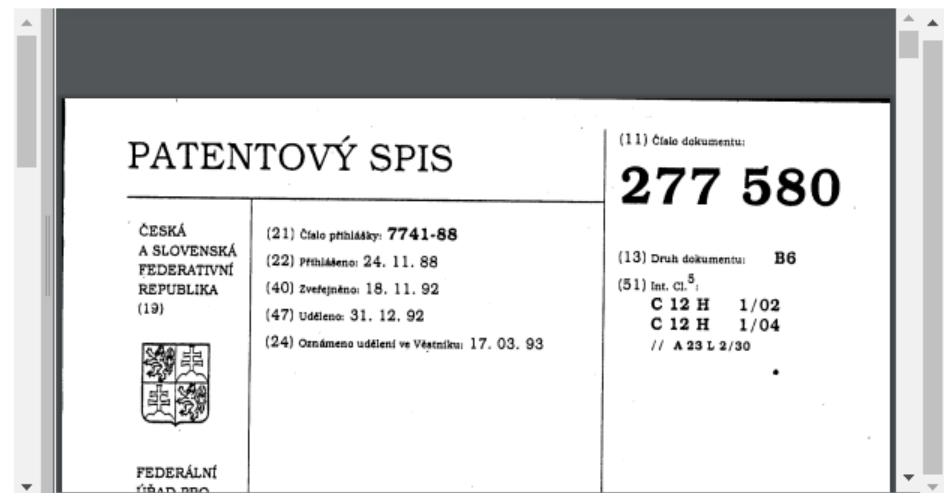 PATENTOVÝ SPIS
(11) Číslo dokumentu:
277 580
ČESKÁ
A SLOVENSKÁ
FEDERATIVNÍ
REPUBLIKA
(19)
(21) Číslo přihlášky: 7741-88
(22) Přihlášeno: 24. 11. 88
(40) Zveřejněno: 18. 11. 92
(47) Uděleno: 31. 12. 92
(24) Oznámeno udělení ve Věstníku: 17. 03. 93
(13) Druh dokumentu: B6
(51) Int. Cl.5:
C 12 H 1/02
C 12 H 1/04
// A 23 L 2/30
FEDERÁLNÍ
ÚŘAD PRO